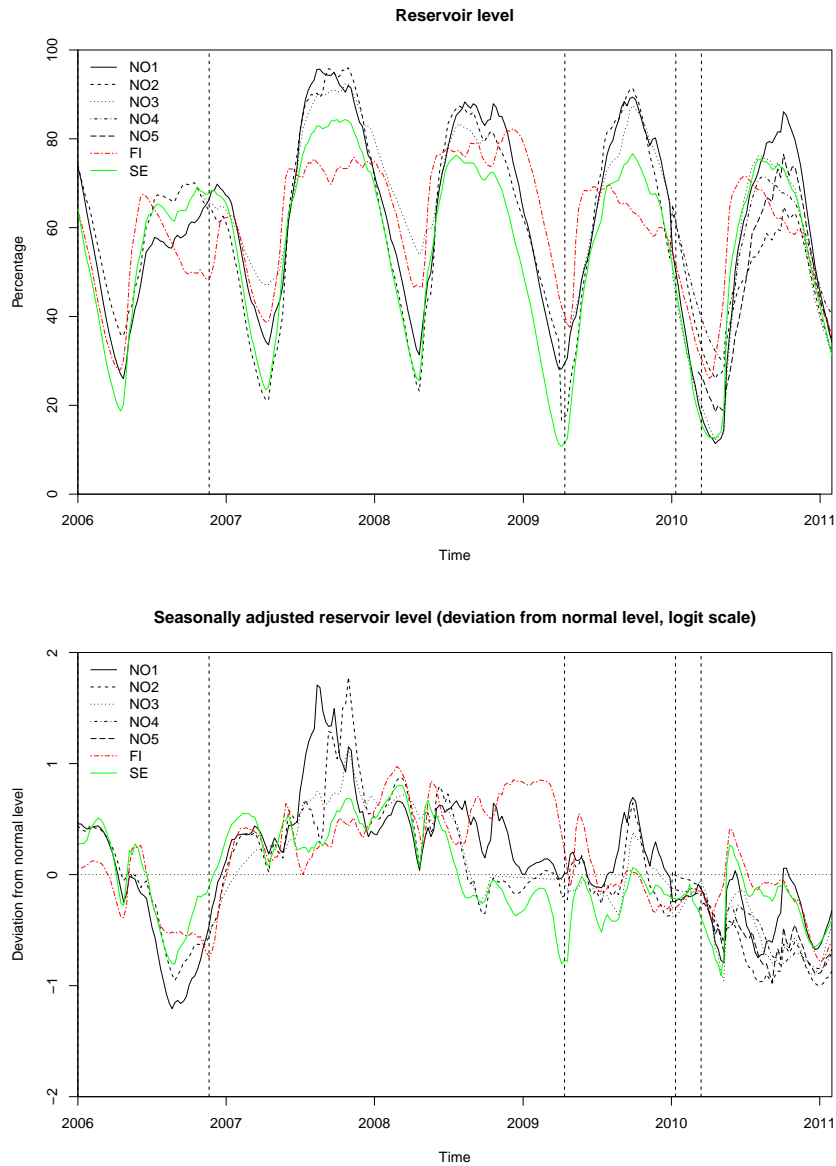 Reservoir level
100
80
60
40
20
0
Percentage
NO1
NO2
NO3
NO4
NO5
FI
SE
2006
2007
2008
2009
2010
2011
Time
Seasonally adjusted reservoir level (deviation from normal level, logit scale)
2
1
0
−1
−2
Deviation from normal level
NO1
NO2
NO3
NO4
NO5
FI
SE
2006
2007
2008
2009
2010
2011
Time